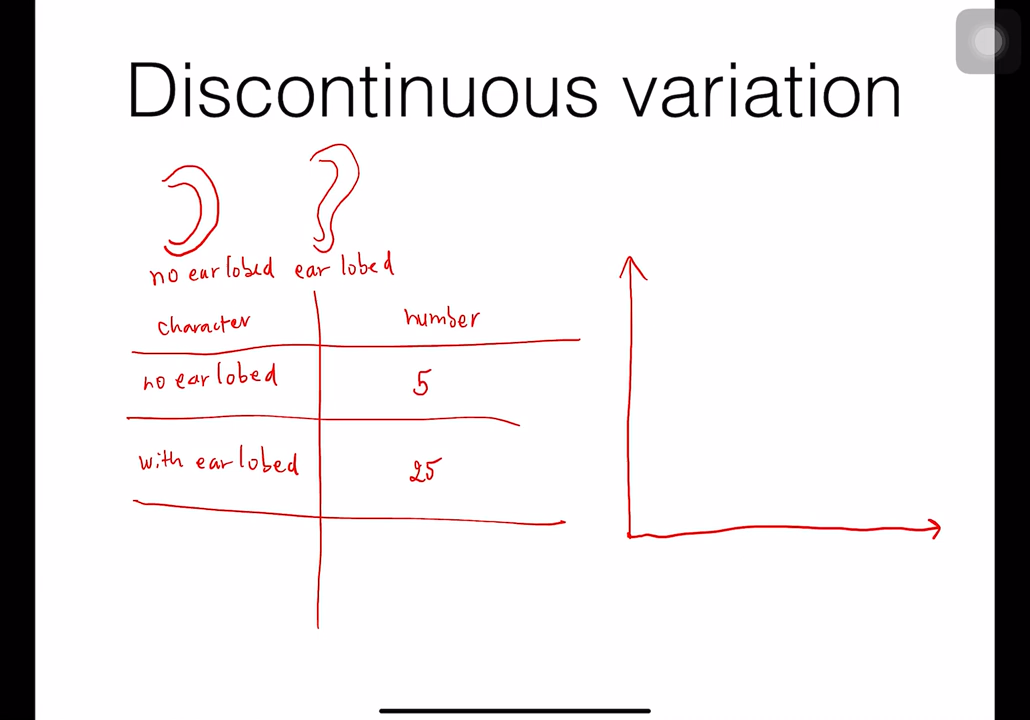 Discontinuous variation
no ear lobed ear lobed
character number
no ear lobed 5
with ear lobed 25